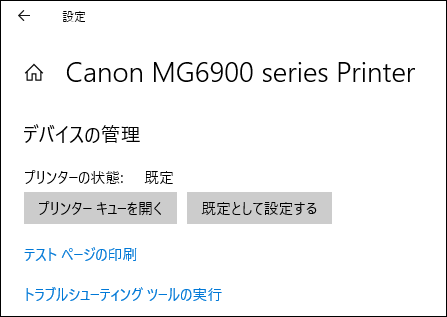 設定
Canon MG6900 series Printer
デバイスの管理
プリンターの状態: 既定
プリンター キューを開く 既定として設定する
テスト ページの印刷
トラブルシューティング ツールの実行